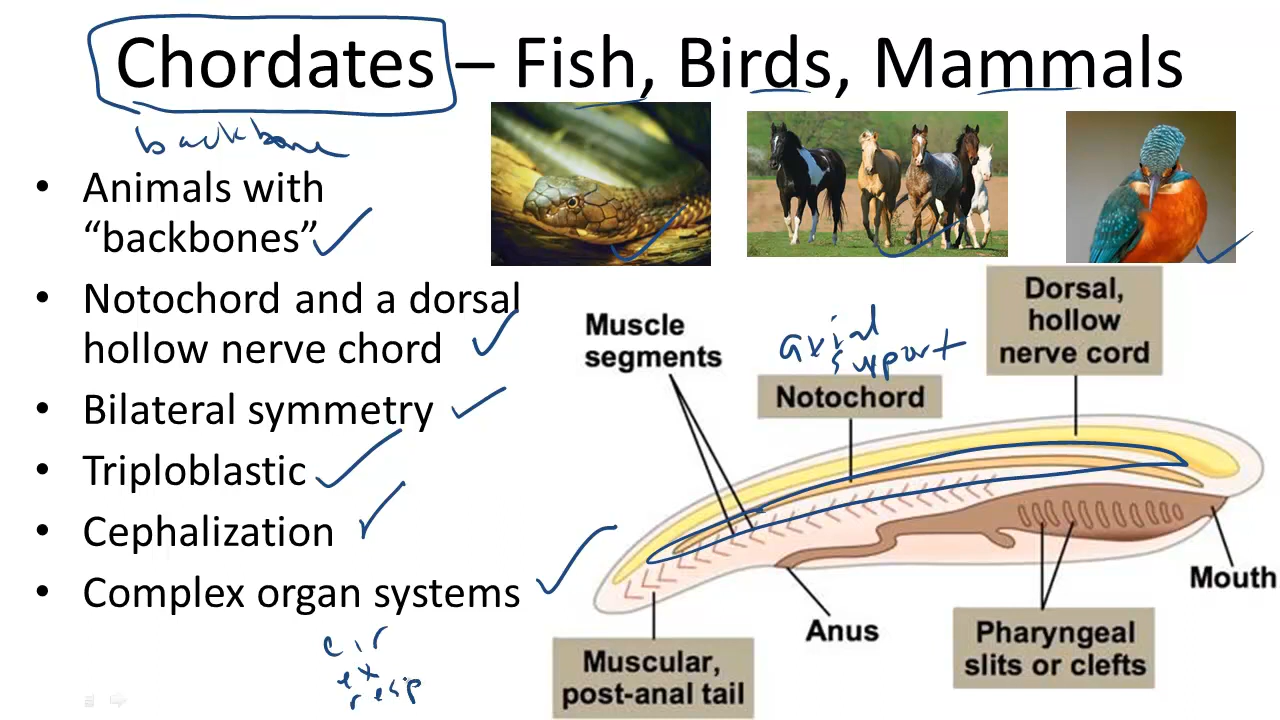 Chordates – Fish, Birds, Mammals
backbone
• Animals with
“backbones”
• Notochord and a dorsal
hollow nerve chord
• Bilateral symmetry
• Triploblastic
• Cephalization
• Complex organ systems
cir
ex
resp
Muscle
segments
axial
support
Notochord
Dorsal,
hollow
nerve cord
Mouth
Anus
Pharyngeal
slits or clefts
Muscular,
post-anal tail